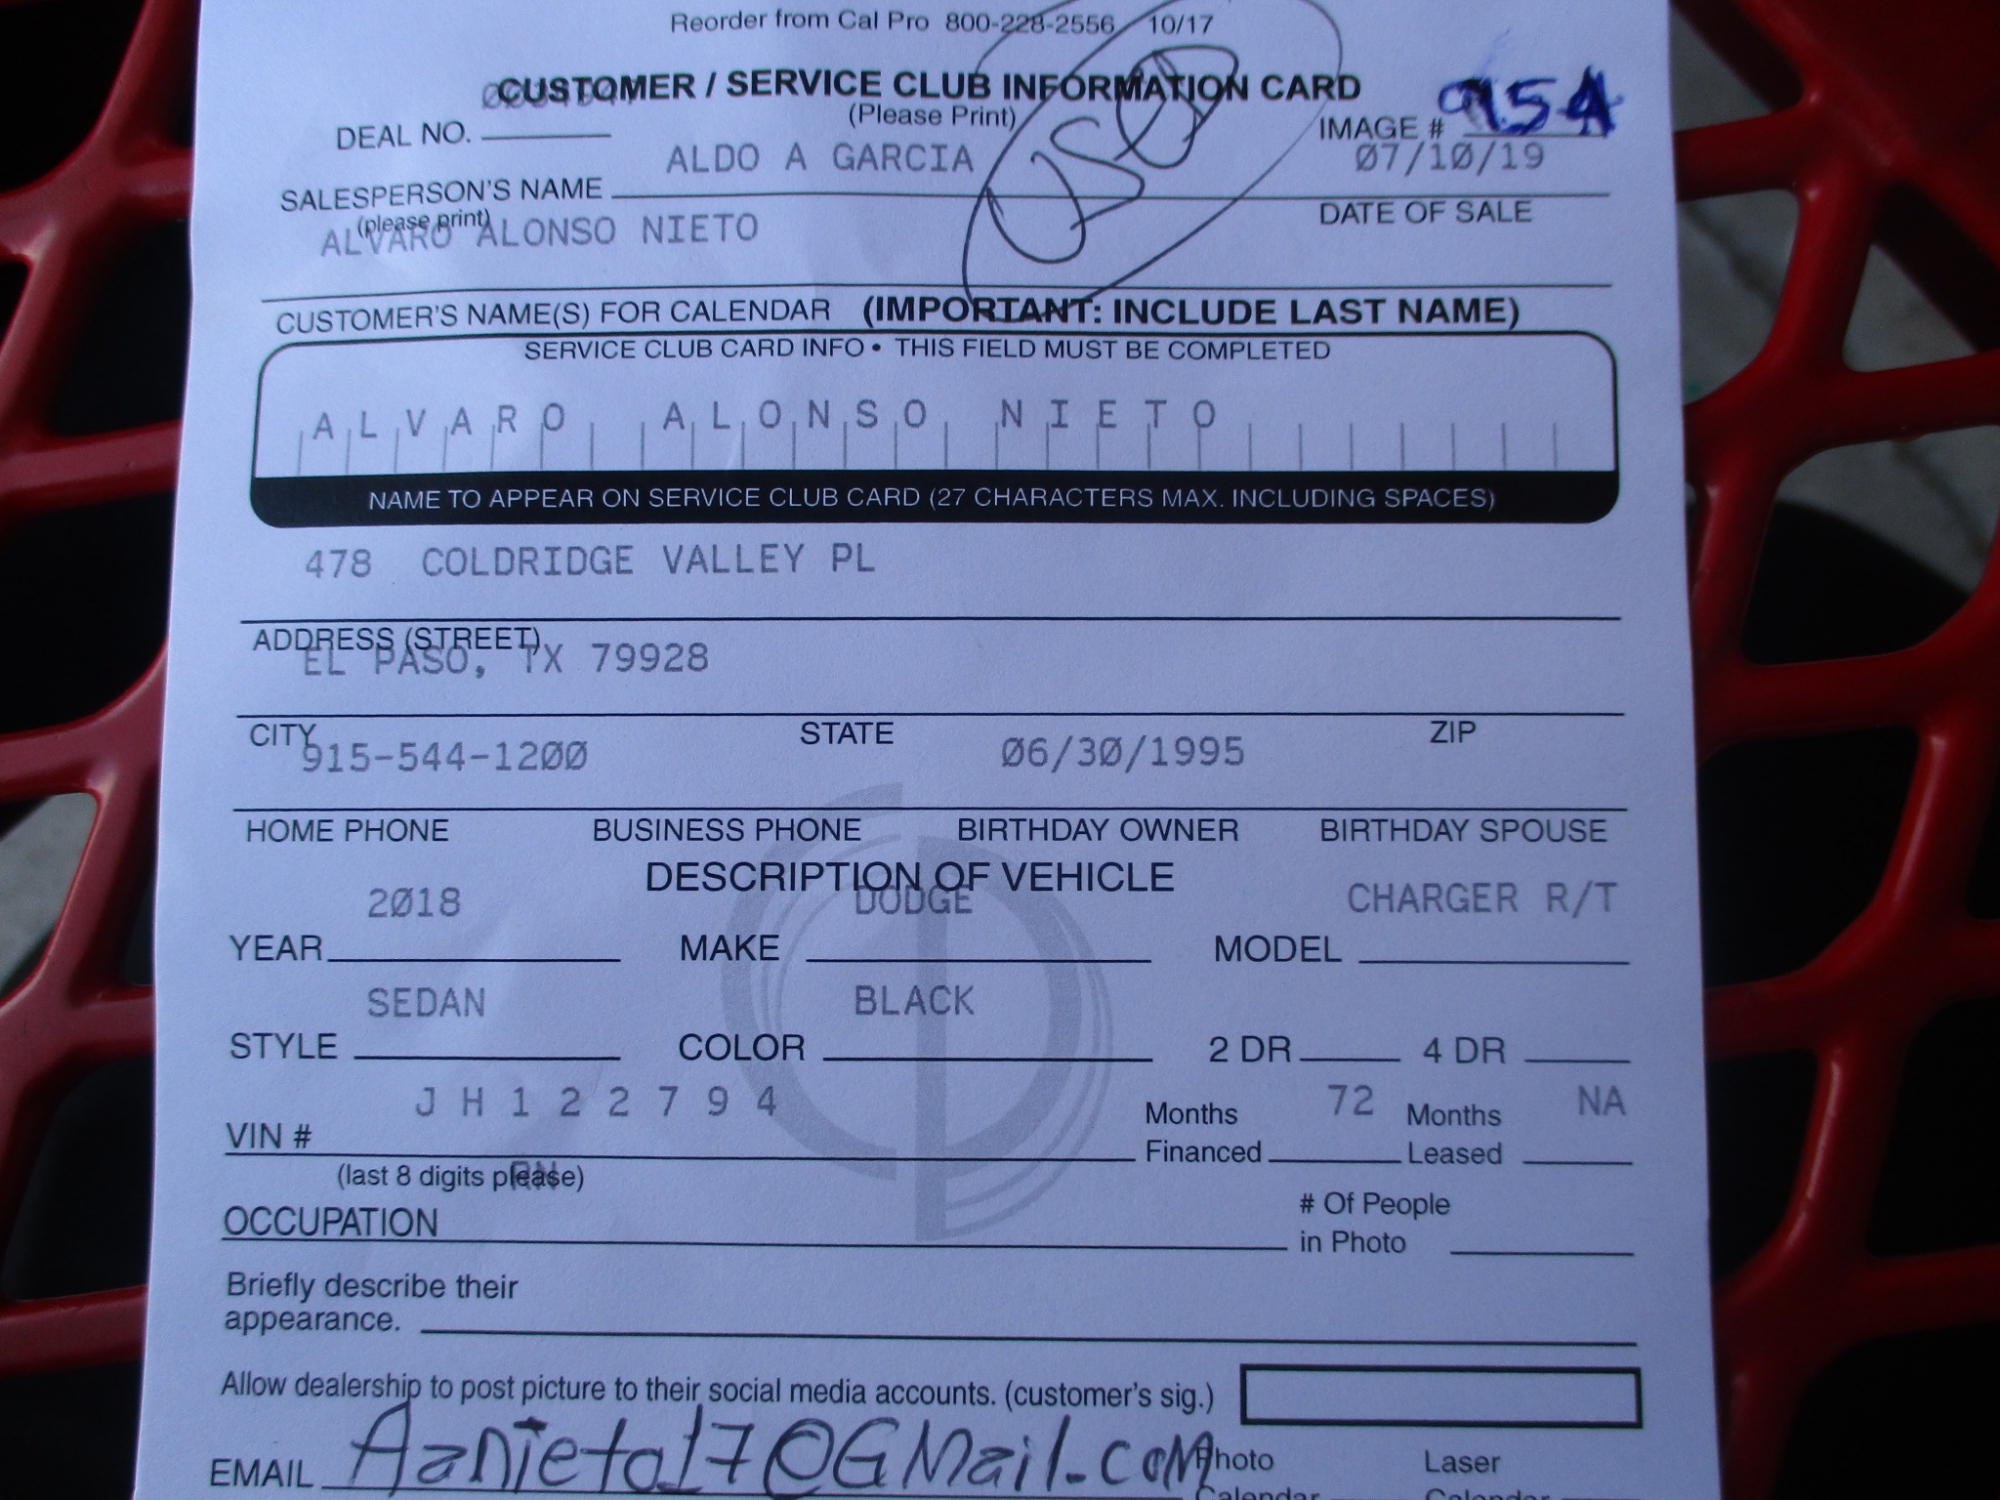 Reorder from Cal Pro 800-228-2556 10/17
CUSTOMER / SERVICE CLUB INFORMATION CARD
(Please Print)
USED
DEAL NO.
IMAGE # 954
ALDO A GARCIA 07/10/19
SALESPERSON'S NAME DATE OF SALE
(please print)
ALVARO ALONSO NIETO
CUSTOMER'S NAME(S) FOR CALENDAR (IMPORTANT: INCLUDE LAST NAME)
SERVICE CLUB CARD INFO • THIS FIELD MUST BE COMPLETED
ALVARO ALONSO NIETO
NAME TO APPEAR ON SERVICE CLUB CARD (27 CHARACTERS MAX. INCLUDING SPACES)
478 COLDRIDGE VALLEY PL
ADDRESS (STREET)
EL PASO, TX 79928
CITY STATE ZIP
915-544-1200 06/30/1995
HOME PHONE BUSINESS PHONE BIRTHDAY OWNER BIRTHDAY SPOUSE
DESCRIPTION OF VEHICLE
2018 DODGE CHARGER R/T
YEAR MAKE MODEL
SEDAN BLACK
STYLE COLOR 2 DR 4 DR
JH122794 72 NA
VIN # Months Financed Months Leased
(last 8 digits please)
RN
OCCUPATION # Of People in Photo
Briefly describe their
appearance.
Allow dealership to post picture to their social media accounts. (customer's sig.)
EMAIL Aanieto17@GMail.com
Photo Laser
Calendar Calendar